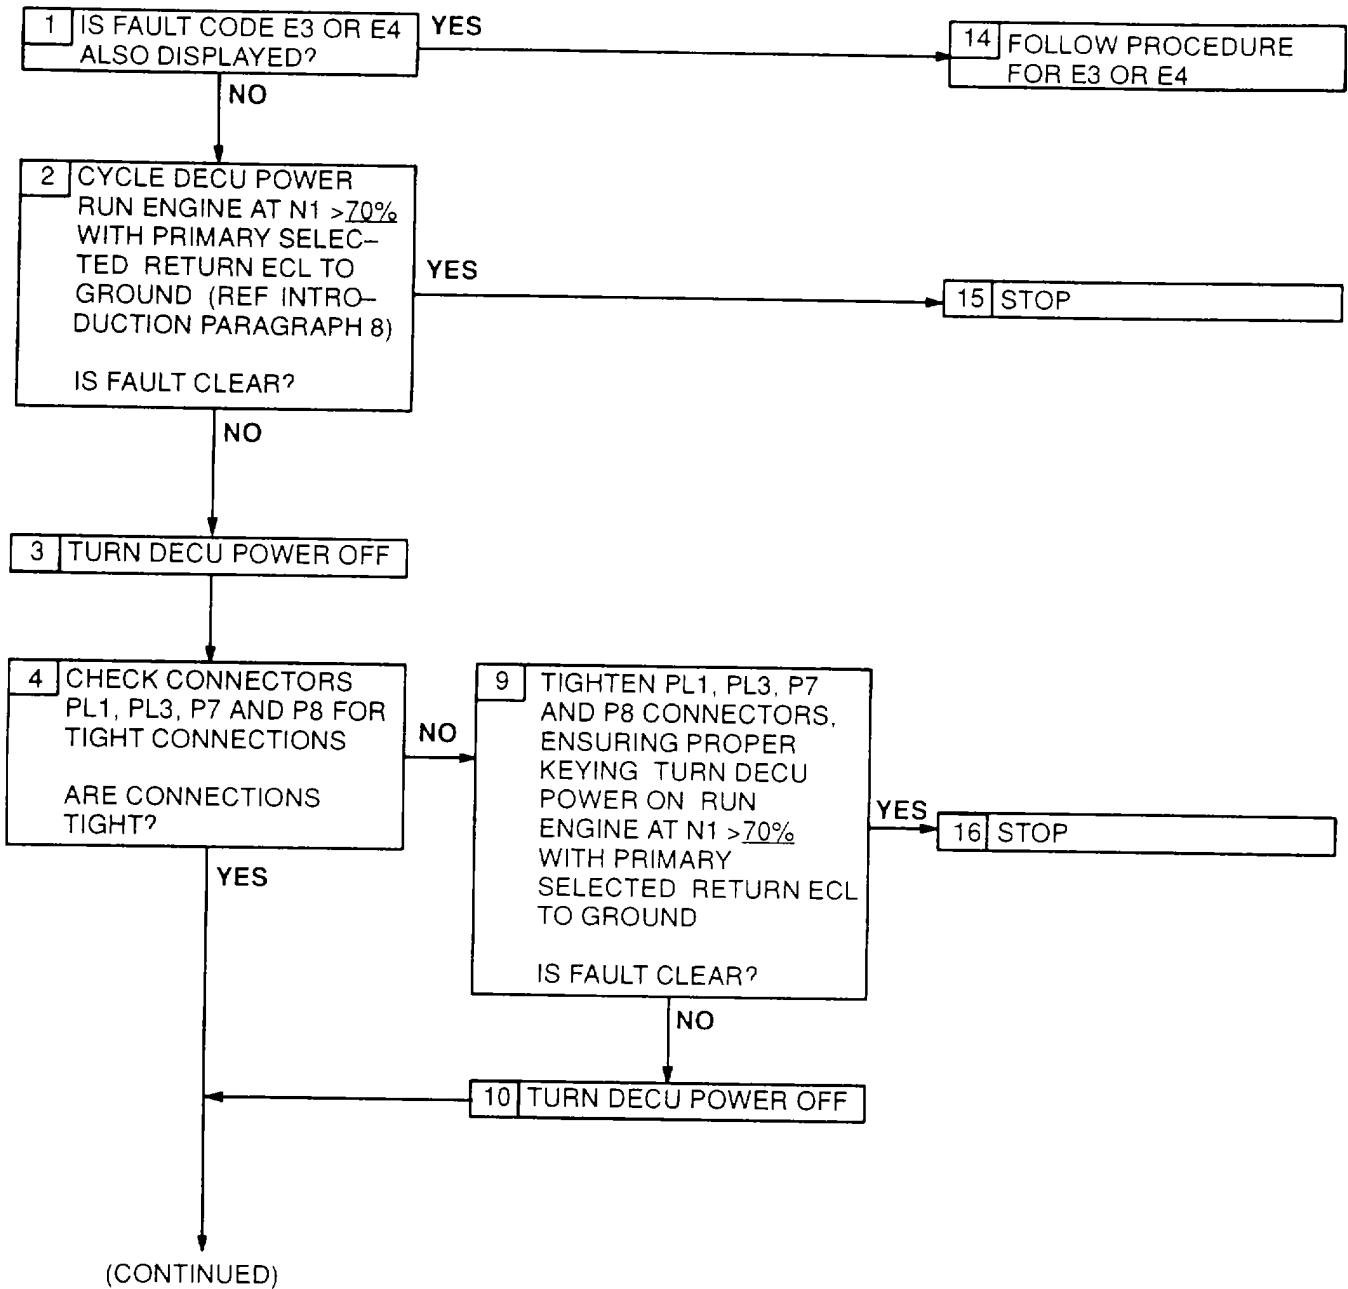 1 IS FAULT CODE E3 OR E4
ALSO DISPLAYED?
YES
14 FOLLOW PROCEDURE
FOR E3 OR E4
NO
2 CYCLE DECU POWER
RUN ENGINE AT N1 >70%
WITH PRIMARY SELEC–
TED RETURN ECL TO
GROUND (REF INTRO–
DUCTION PARAGRAPH 8)
IS FAULT CLEAR?
YES
15 STOP
NO
3 TURN DECU POWER OFF
4 CHECK CONNECTORS
PL1, PL3, P7 AND P8 FOR
TIGHT CONNECTIONS
ARE CONNECTIONS
TIGHT?
NO
9 TIGHTEN PL1, PL3, P7
AND P8 CONNECTORS,
ENSURING PROPER
KEYING TURN DECU
POWER ON RUN
ENGINE AT N1 >70%
WITH PRIMARY
SELECTED RETURN ECL
TO GROUND
IS FAULT CLEAR?
YES
16 STOP
YES
NO
10 TURN DECU POWER OFF
(CONTINUED)